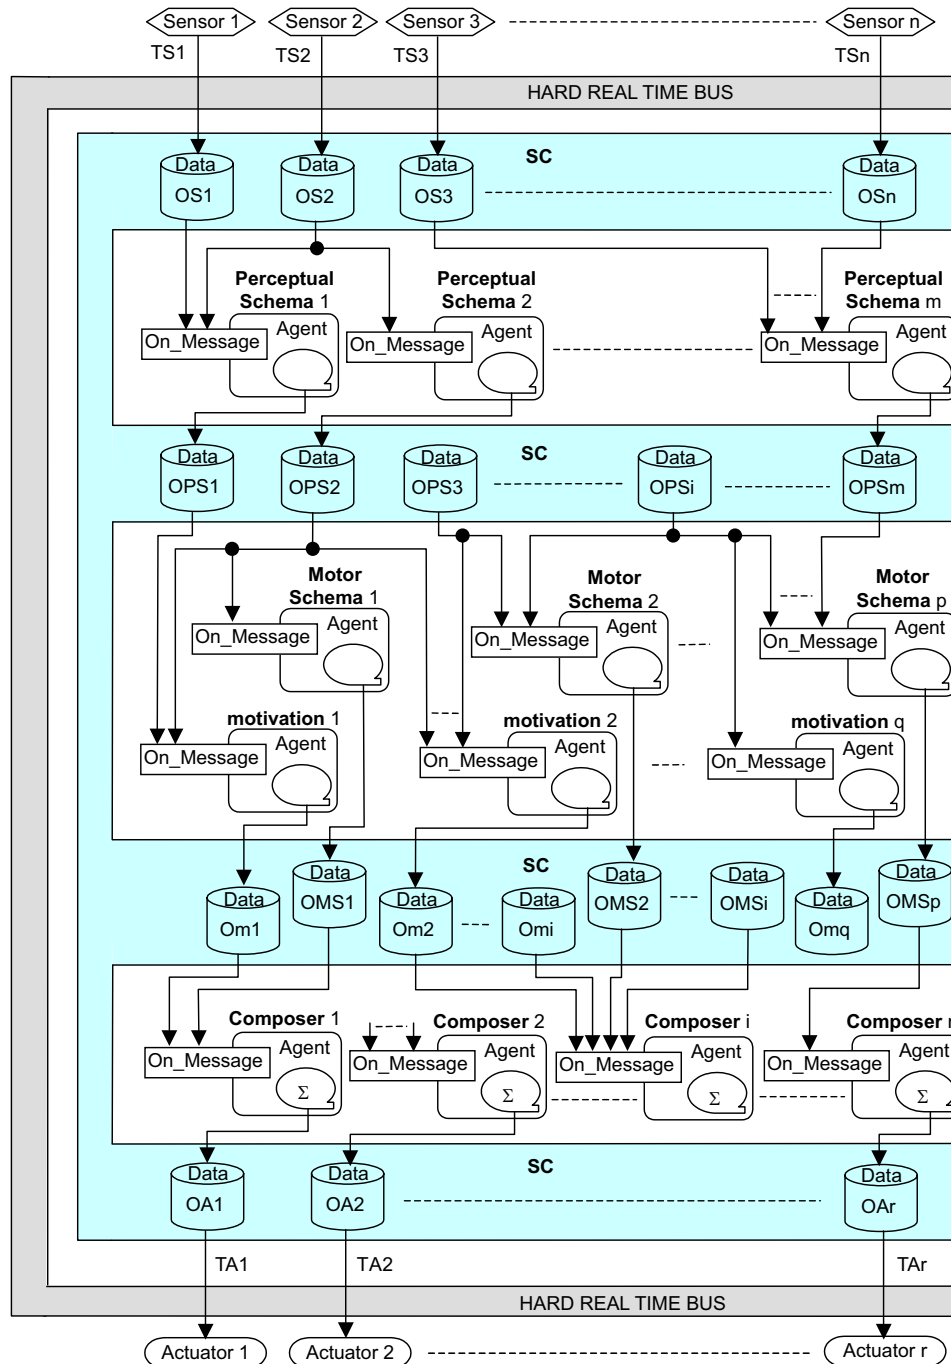 Sensor 1
Sensor 2
Sensor 3
Sensor n
TS1
TS2
TS3
TSn
HARD REAL TIME BUS
SC
Data
OS1
Data
OS2
Data
OS3
Data
OSn
Perceptual
Schema 1
Perceptual
Schema 2
Perceptual
Schema m
On_Message
Agent
On_Message
Agent
On_Message
Agent
SC
Data
OPS1
Data
OPS2
Data
OPS3
Data
OPSi
Data
OPSm
Motor
Schema 1
Motor
Schema 2
Motor
Schema p
On_Message
Agent
On_Message
Agent
On_Message
Agent
motivation 1
motivation 2
motivation q
On_Message
Agent
On_Message
Agent
On_Message
Agent
SC
Data
Om1
Data
OMS1
Data
Om2
Data
Omi
Data
OMS2
Data
OMSi
Data
Omq
Data
OMSp
Composer 1
Composer 2
Composer i
Composer
On_Message
Agent
Σ
On_Message
Agent
Σ
On_Message
Agent
Σ
On_Message
Agent
Σ
SC
Data
OA1
Data
OA2
Data
OAr
TA1
TA2
TAr
HARD REAL TIME BUS
Actuator 1
Actuator 2
Actuator r